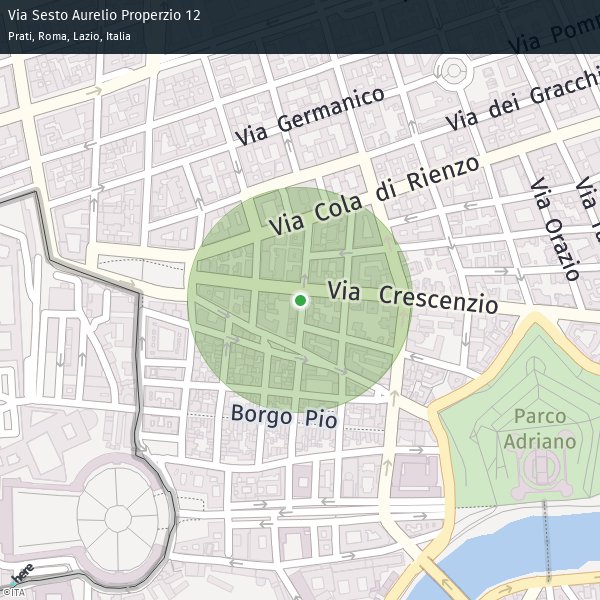 Via Sesto Aurelio Properzio 12
Prati, Roma, Lazio, Italia
Via Pomp
Via Germanico
Via dei Gracchi
Via Cola di Rienzo
Via Orazio
Via Crescenzio
Borgo Pio
Parco
Adriano
here
©ITA